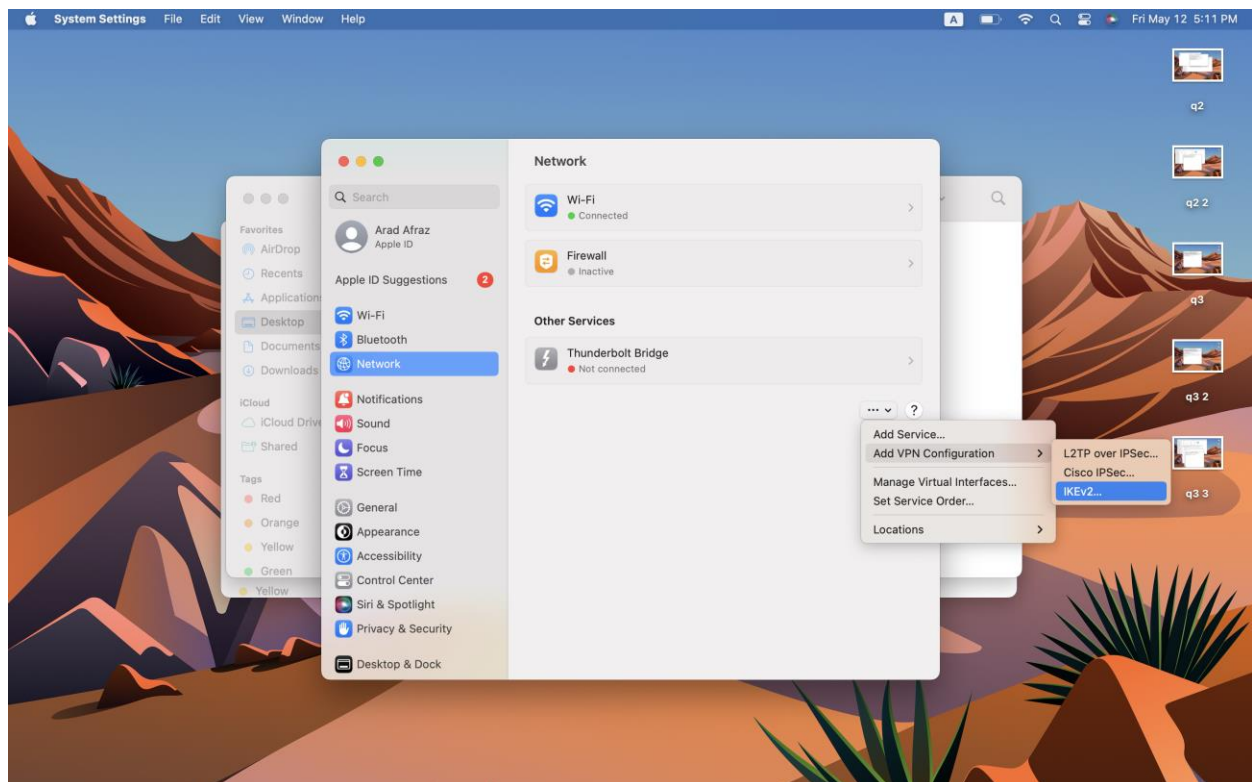 System Settings File Edit View Window Help
A
Fri May 12 5:11 PM
q2
q2 2
q3
q3 2
q3 3
Favorites
AirDrop
Recents
Applications
Desktop
Documents
Downloads
iCloud
iCloud Drive
Shared
Tags
Red
Orange
Yellow
Green
Yellow
Search
Arad Afraz
Apple ID
Apple ID Suggestions 2
Wi-Fi
Bluetooth
Network
Notifications
Sound
Focus
Screen Time
General
Appearance
Accessibility
Control Center
Siri & Spotlight
Privacy & Security
Desktop & Dock
Network
Wi-Fi
Connected
Firewall
Inactive
Other Services
Thunderbolt Bridge
Not connected
... ?
Add Service...
Add VPN Configuration
Manage Virtual Interfaces...
Set Service Order...
Locations
L2TP over IPSec...
Cisco IPSec...
IKEv2...